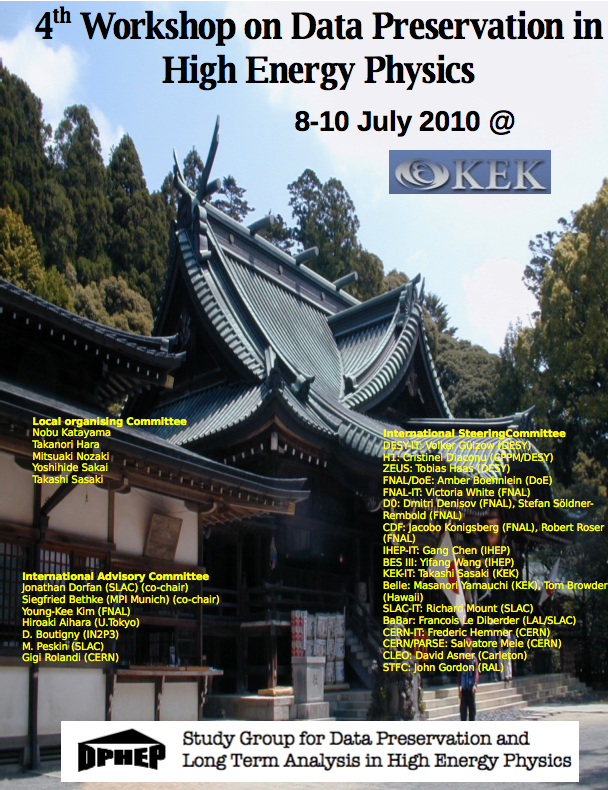 4th Workshop on Data Preservation in
High Energy Physics
8-10 July 2010 @
KEK
Local organising Committee
Nobu Katayama
Takanori Hara
Mitsuaki Nozaki
Yoshihide Sakai
Takashi Sasaki
International Advisory Committee
Jonathan Dorfan (SLAC) (co-chair)
Siegfried Bethke (MPI Munich) (co-chair)
Young-Kee Kim (FNAL)
Hiroaki Aihara (U.Tokyo)
D. Boutigny (IN2P3)
M. Peskin (SLAC)
Gigi Rolandi (CERN)
International SteeringCommittee
DESY-IT: Volker Gülzow (DESY)
H1: Cristinel Diaconu (CPPM/DESY)
ZEUS: Tobias Haas (DESY)
FNAL/DoE: Amber Boehnlein (DoE)
FNAL-IT: Victoria White (FNAL)
D0: Dmitri Denisov (FNAL), Stefan Söldner-
Rembold (FNAL)
CDF: Jacobo Konigsberg (FNAL), Robert Roser
(FNAL)
IHEP-IT: Gang Chen (IHEP)
BES III: Yifang Wang (IHEP)
KEK-IT: Takashi Sasaki (KEK)
Belle: Masanori Yamauchi (KEK), Tom Browder
(Hawaii)
SLAC-IT: Richard Mount (SLAC)
BaBar: Francois Le Diberder (LAL/SLAC)
CERN-IT: Frederic Hemmer (CERN)
CERN/PARSE: Salvatore Mele (CERN)
CLEO: David Asner (Carleton)
STFC: John Gordon (RAL)
DPHEP
Study Group for Data Preservation and
Long Term Analysis in High Energy Physics